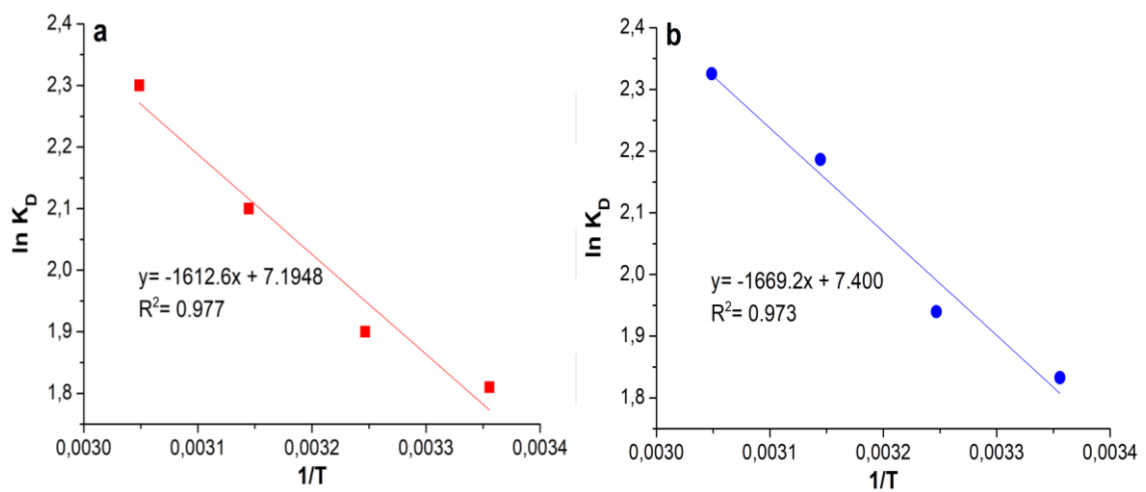 a
2,4
2,3
2,2
2,1
2,0
1,9
1,8
ln K_D
y= -1612.6x + 7.1948
R²= 0.977
0,0030 0,0031 0,0032 0,0033 0,0034
1/T
b
2,4
2,3
2,2
2,1
2,0
1,9
1,8
ln K_D
y= -1669.2x + 7.400
R²= 0.973
0,0030 0,0031 0,0032 0,0033 0,0034
1/T